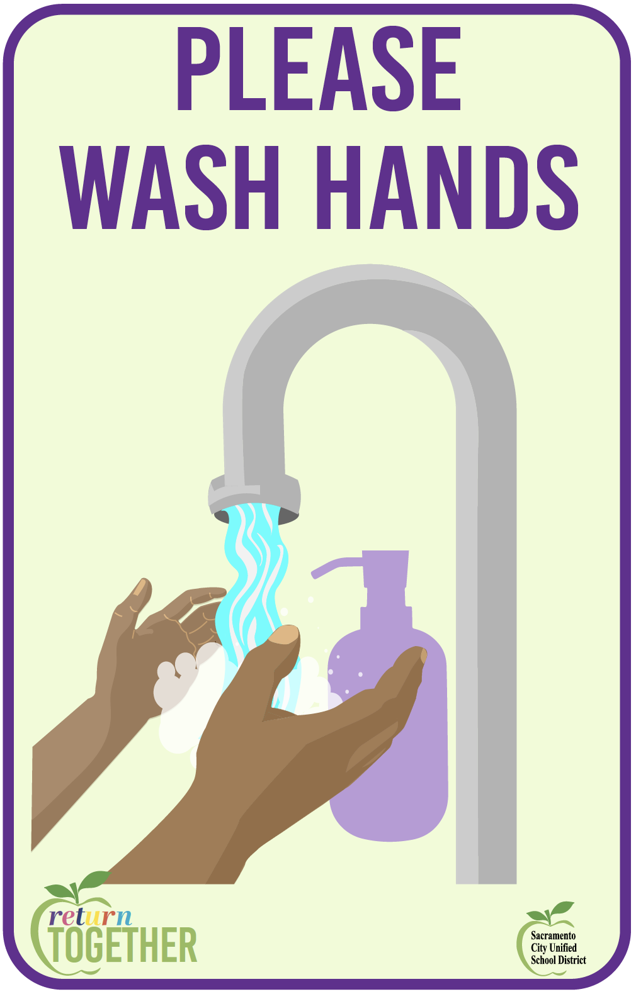 PLEASE
WASH HANDS
return
TOGETHER
Sacramento
City Unified
School District